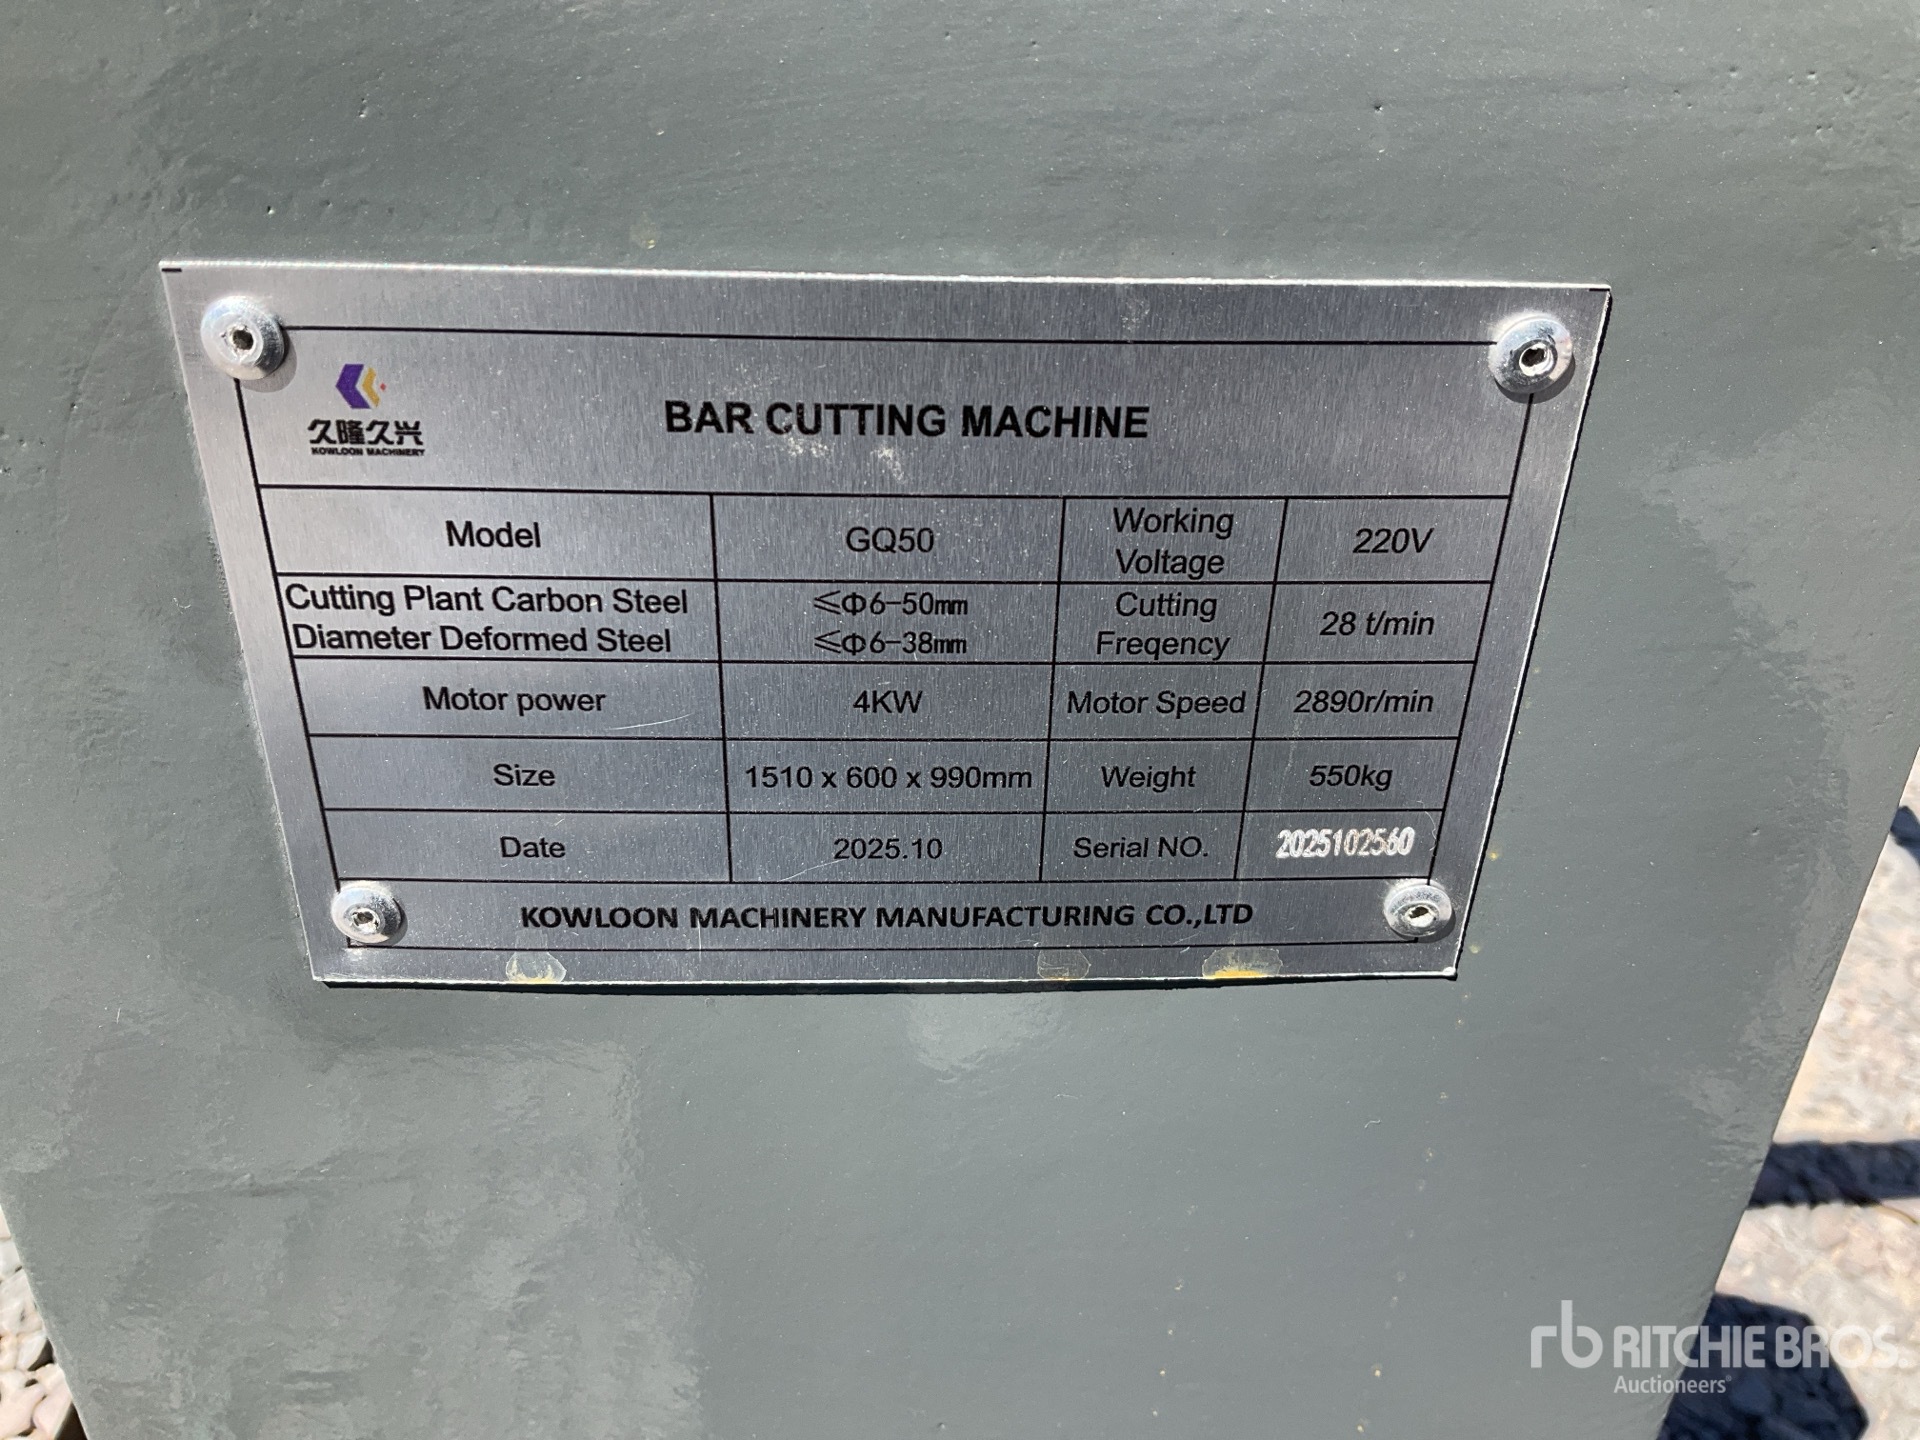 久隆久兴
KOWLOON MACHINERY
BAR CUTTING MACHINE
Model GQ50 Working Voltage 220V
Cutting Plant Carbon Steel ≤Φ6-50mm Cutting Freqency 28 t/min
Diameter Deformed Steel ≤Φ6-38mm
Motor power 4KW Motor Speed 2890r/min
Size 1510 x 600 x 990mm Weight 550kg
Date 2025.10 Serial NO. 2025102560
KOWLOON MACHINERY MANUFACTURING CO.,LTD
rb RITCHIE BROS.
Auctioneers